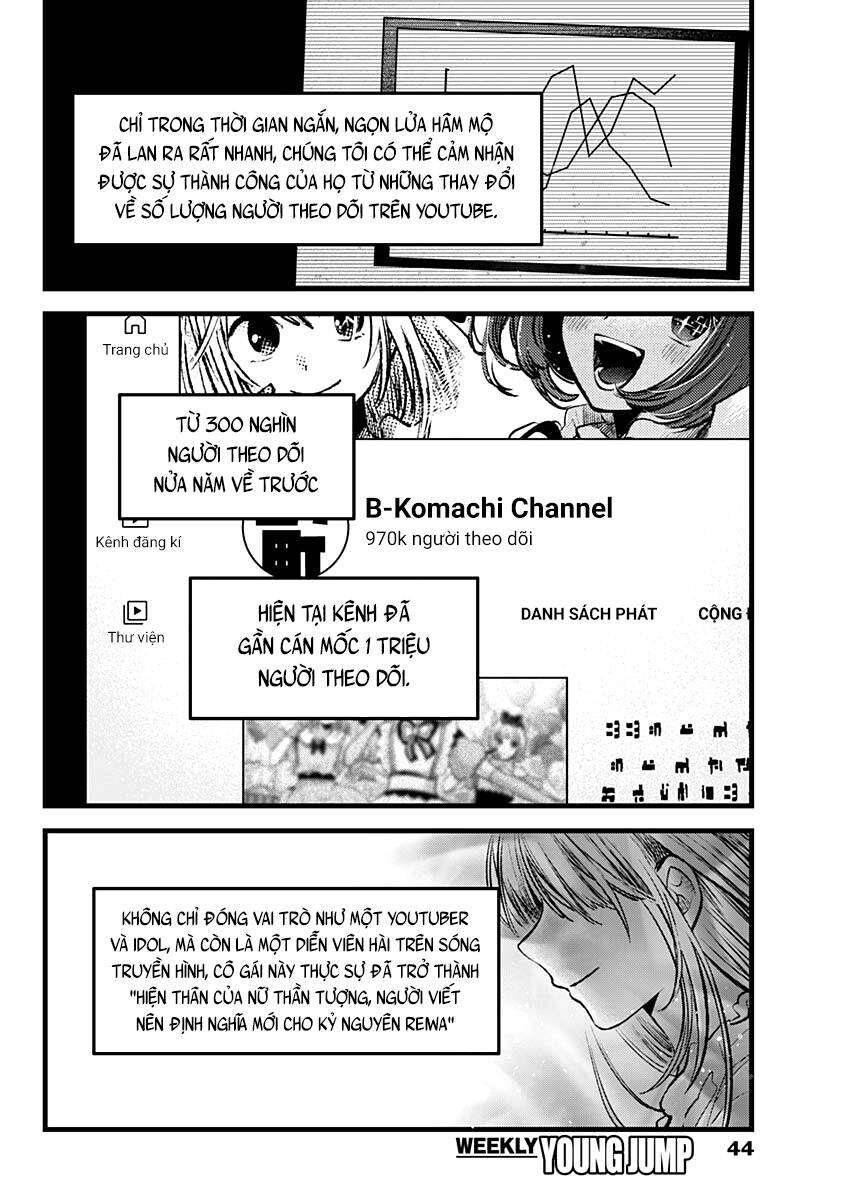 CHỈ TRONG THỜI GIAN NGẮN, NGỌN LỬA HÂM MỘ
ĐÃ LAN RA RẤT NHANH, CHÚNG TÔI CÓ THỂ CẢM NHẬN
ĐƯỢC SỰ THÀNH CÔNG CỦA HỌ TỪ NHỮNG THAY ĐỔI
VỀ SỐ LƯỢNG NGƯỜI THEO DÕI TRÊN YOUTUBE.
Trang chủ
TỪ 300 NGHÌN
NGƯỜI THEO DÕI
NỬA NĂM VỀ TRƯỚC
B-Komachi Channel
970k người theo dõi
Kênh đăng kí
町
HIỆN TẠI KÊNH ĐÃ
GẦN CÁN MỐC 1 TRIỆU
NGƯỜI THEO DÕI.
Thư viện
DANH SÁCH PHÁT
CỘNG
KHÔNG CHỈ ĐÓNG VAI TRÒ NHƯ MỘT YOUTUBER
VÀ IDOL, MÀ CÒN LÀ MỘT DIỄN VIÊN HÀI TRÊN SÓNG
TRUYỀN HÌNH, CÔ GÁI NÀY THỰC SỰ ĐÃ TRỞ THÀNH
"HIỆN THÂN CỦA NỮ THẦN TƯỢNG, NGƯỜI VIẾT
NÊN ĐỊNH NGHĨA MỚI CHO KỶ NGUYÊN REWA"
WEEKLY YOUNG JUMP 44